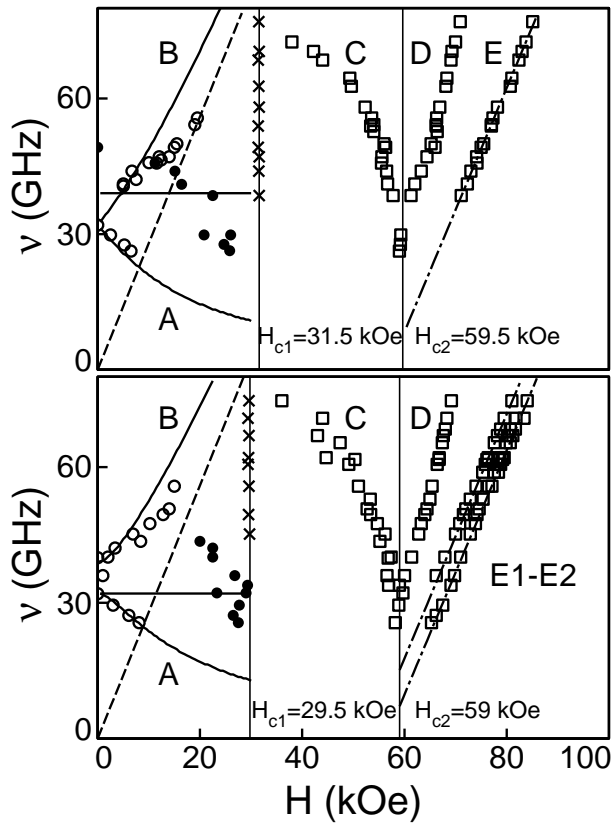 B
C
D
E
60
ν (GHz)
30
A
H_c1=31.5 kOe
H_c2=59.5 kOe
0
B
C
D
60
ν (GHz)
E1-E2
30
A
H_c1=29.5 kOe
H_c2=59 kOe
0
0 20 40 60 80 100
H (kOe)